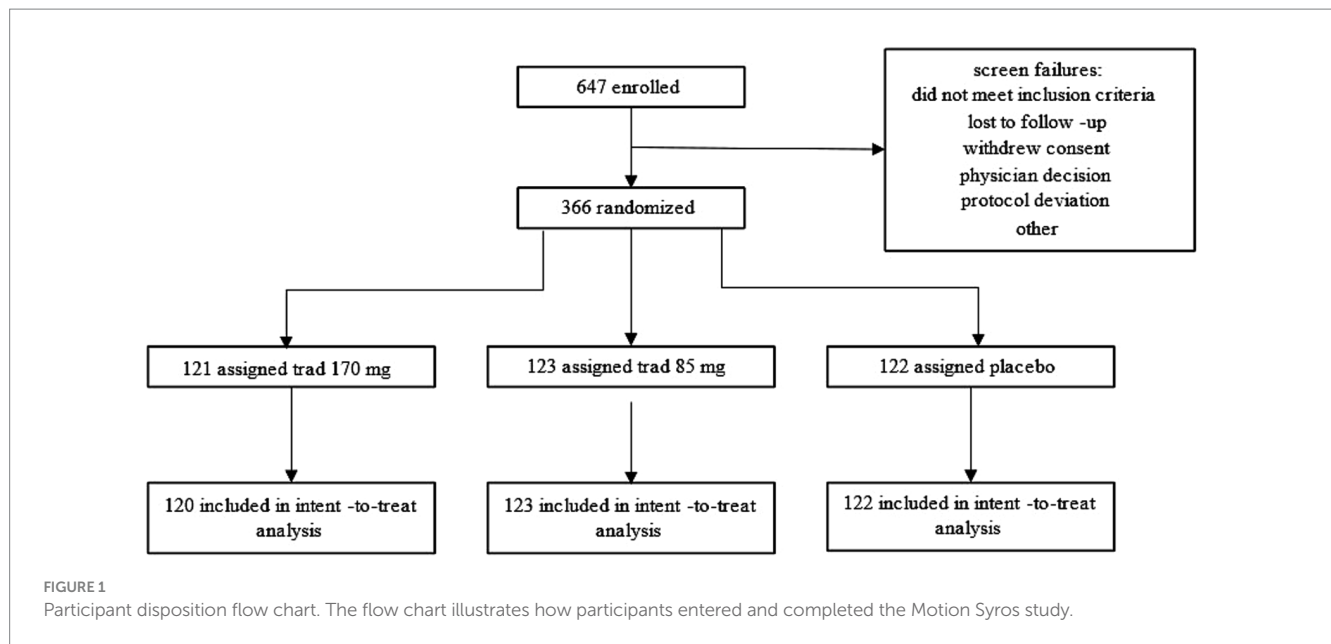 647 enrolled
screen failures:
did not meet inclusion criteria
lost to follow -up
withdrew consent
physician decision
protocol deviation
other
366 randomized
121 assigned trad 170 mg
123 assigned trad 85 mg
122 assigned placebo
120 included in intent -to-treat
analysis
123 included in intent -to-treat
analysis
122 included in intent -to-treat
analysis
FIGURE 1
Participant disposition flow chart. The flow chart illustrates how participants entered and completed the Motion Syros study.